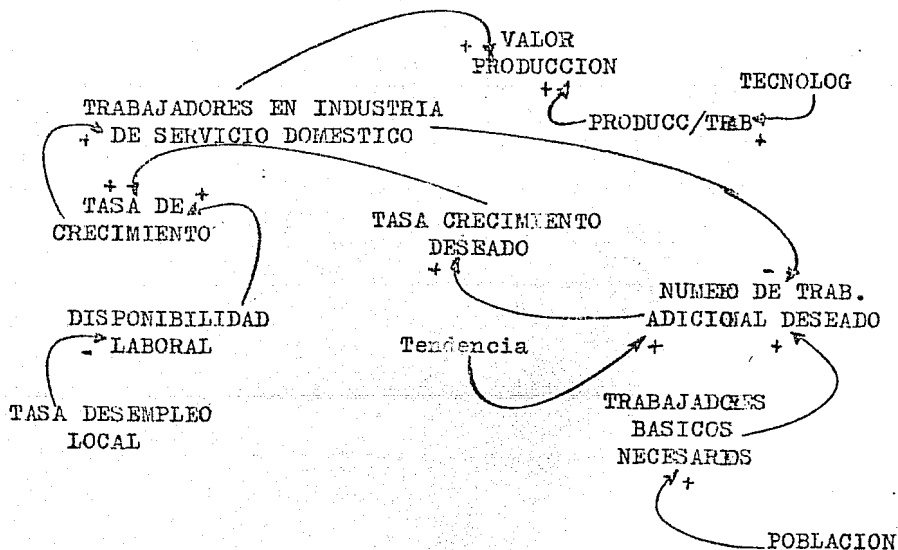 VALOR
PRODUCCION
TECNOLOG
TRABAJADORES EN INDUSTRIA
DE SERVICIO DOMESTICO
PRODUCC/TRAB
TASA DE
CRECIMIENTO
TASA CRECIMIENTO
DESEADO
NUMERO DE TRAB.
ADICIONAL DESEADO
DISPONIBILIDAD
LABORAL
Tendencia
TASA DESEMPLEO
LOCAL
TRABAJADORES
BASICOS
NECESARIOS
POBLACION